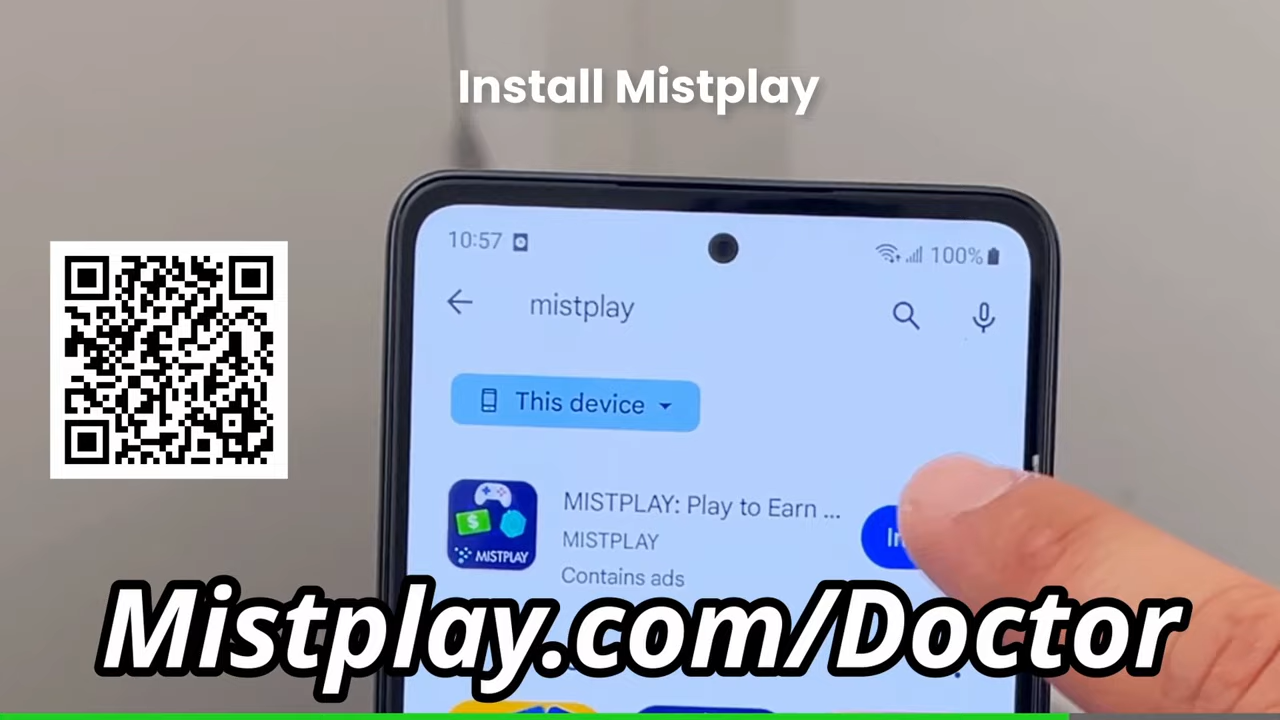 Install Mistplay
10:57
100%
mistplay
This device
MISTPLAY: Play to Earn ...
MISTPLAY
Contains ads
MISTPLAY
Mistplay.com/Doctor